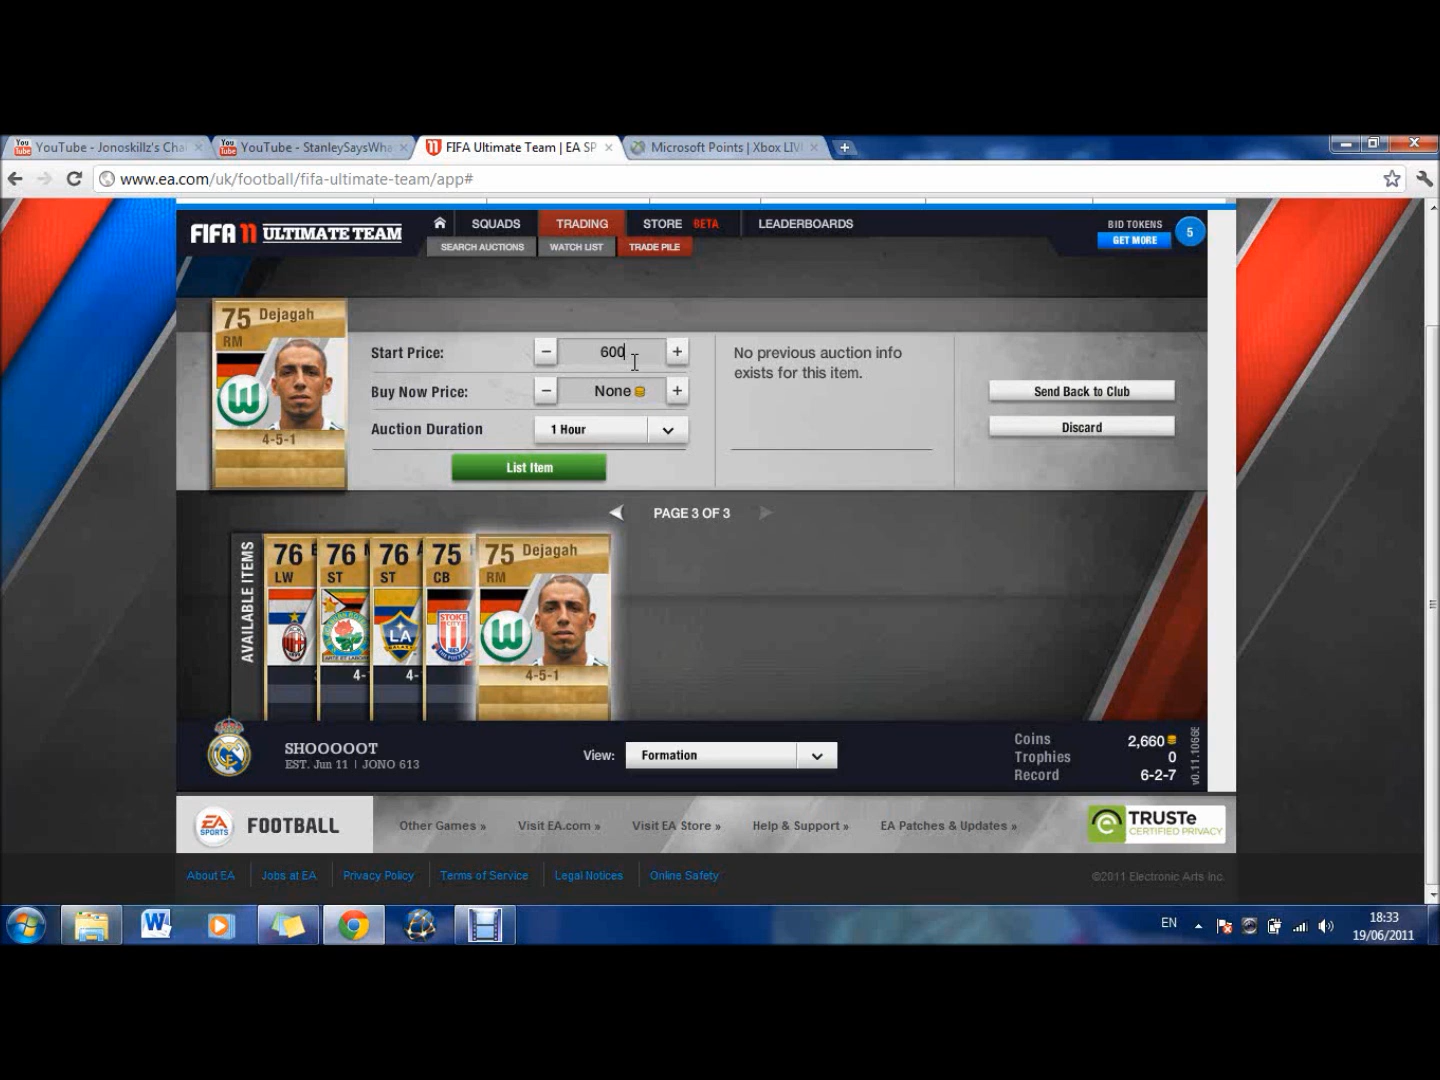 YouTube - Jonoskillz's Cha
YouTube - StanleySaysWha
FIFA Ultimate Team | EA SP
Microsoft Points | Xbox LIV
www.ea.com/uk/football/fifa-ultimate-team/app#
FIFA 11 ULTIMATE TEAM
SQUADS
TRADING
STORE BETA
LEADERBOARDS
BID TOKENS
GET MORE
5
SEARCH AUCTIONS
WATCH LIST
TRADE PILE
75 Dejagah
RM
W
4-5-1
Start Price:
600
Buy Now Price:
None
Auction Duration
1 Hour
List Item
No previous auction info
exists for this item.
Send Back to Club
Discard
PAGE 3 OF 3
AVAILABLE ITEMS
76
LW
76
ST
4-
76
ST
LA
4-
75
CB
STOKE
CITY
75 Dejagah
RM
W
4-5-1
SHOOOOOT
EST. Jun 11 | JONO 613
View:
Formation
Coins 2,660
Trophies 0
Record 6-2-7
EA SPORTS FOOTBALL
Other Games »
Visit EA.com »
Visit EA Store »
Help & Support »
EA Patches & Updates »
TRUSTe
CERTIFIED PRIVACY
About EA
Jobs at EA
Privacy Policy
Terms of Service
Legal Notices
Online Safety
©2011 Electronic Arts Inc.
EN
18:33
19/06/2011